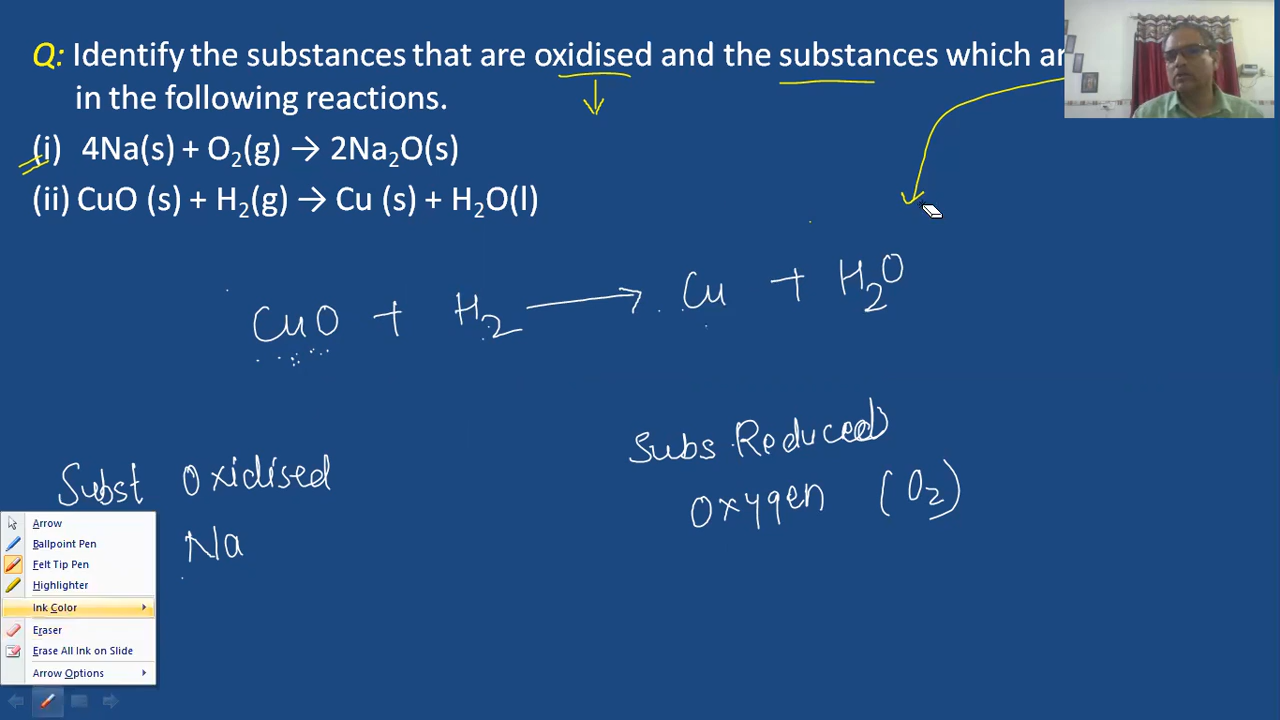 Q: Identify the substances that are oxidised and the substances which ar
in the following reactions.
(i) 4Na(s) + O₂(g) → 2Na₂O(s)
(ii) CuO (s) + H₂(g) → Cu (s) + H₂O(l)
CuO + H₂ → Cu + H₂O
Subst Oxidised
Subs Reduced
Na
Oxygen (O₂)
Arrow
Ballpoint Pen
Felt Tip Pen
Highlighter
Ink Color
Eraser
Erase All Ink on Slide
Arrow Options